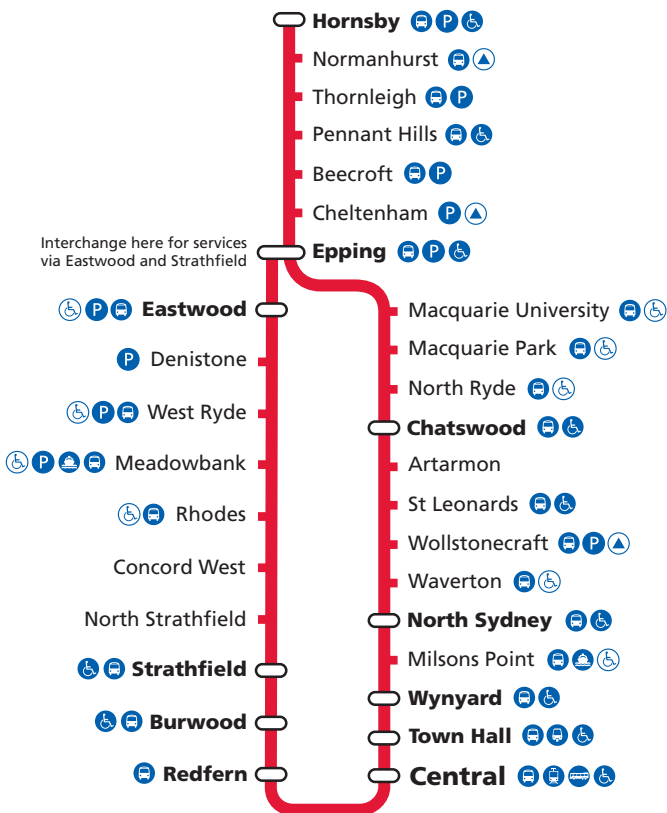 Hornsby P
Normanhurst
Thornleigh P
Pennant Hills
Beecroft P
Cheltenham P
Interchange here for services
via Eastwood and Strathfield
Epping P
P Eastwood
P Denistone
P West Ryde
P Meadowbank
Rhodes
Concord West
North Strathfield
Strathfield
Burwood
Redfern
Macquarie University
Macquarie Park
North Ryde
Chatswood
Artarmon
St Leonards
Wollstonecraft P
Waverton
North Sydney
Milsons Point
Wynyard
Town Hall
Central